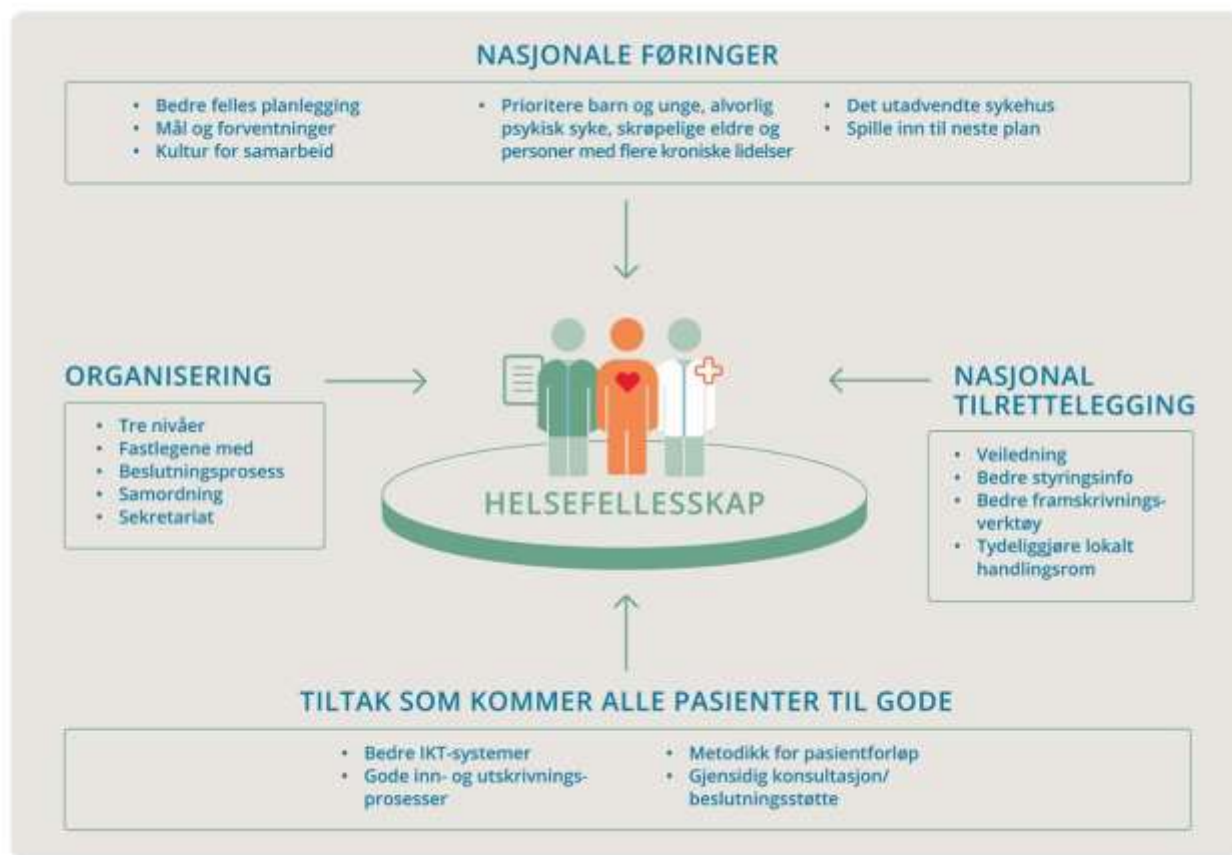 NASJONALE FØRINGER
• Bedre felles planlegging
• Mål og forventninger
• Kultur for samarbeid
• Prioritere barn og unge, alvorlig
psykisk syke, skrøpelige eldre og
personer med flere kroniske lidelser
• Det utadvendte sykehus
• Spille inn til neste plan
ORGANISERING
• Tre nivåer
• Fastlegene med
• Beslutningsprosess
• Samordning
• Sekretariat
HELSEFELLESSKAP
NASJONAL
TILRETTELEGGING
• Veiledning
• Bedre styringsinfo
• Bedre framskrivnings-
verktøy
• Tydeliggjøre lokalt
handlingsrom
TILTAK SOM KOMMER ALLE PASIENTER TIL GODE
• Bedre IKT-systemer
• Gode inn- og utskrivnings-
prosesser
• Metodikk for pasientforløp
• Gjensidig konsultasjon/
beslutningsstøtte